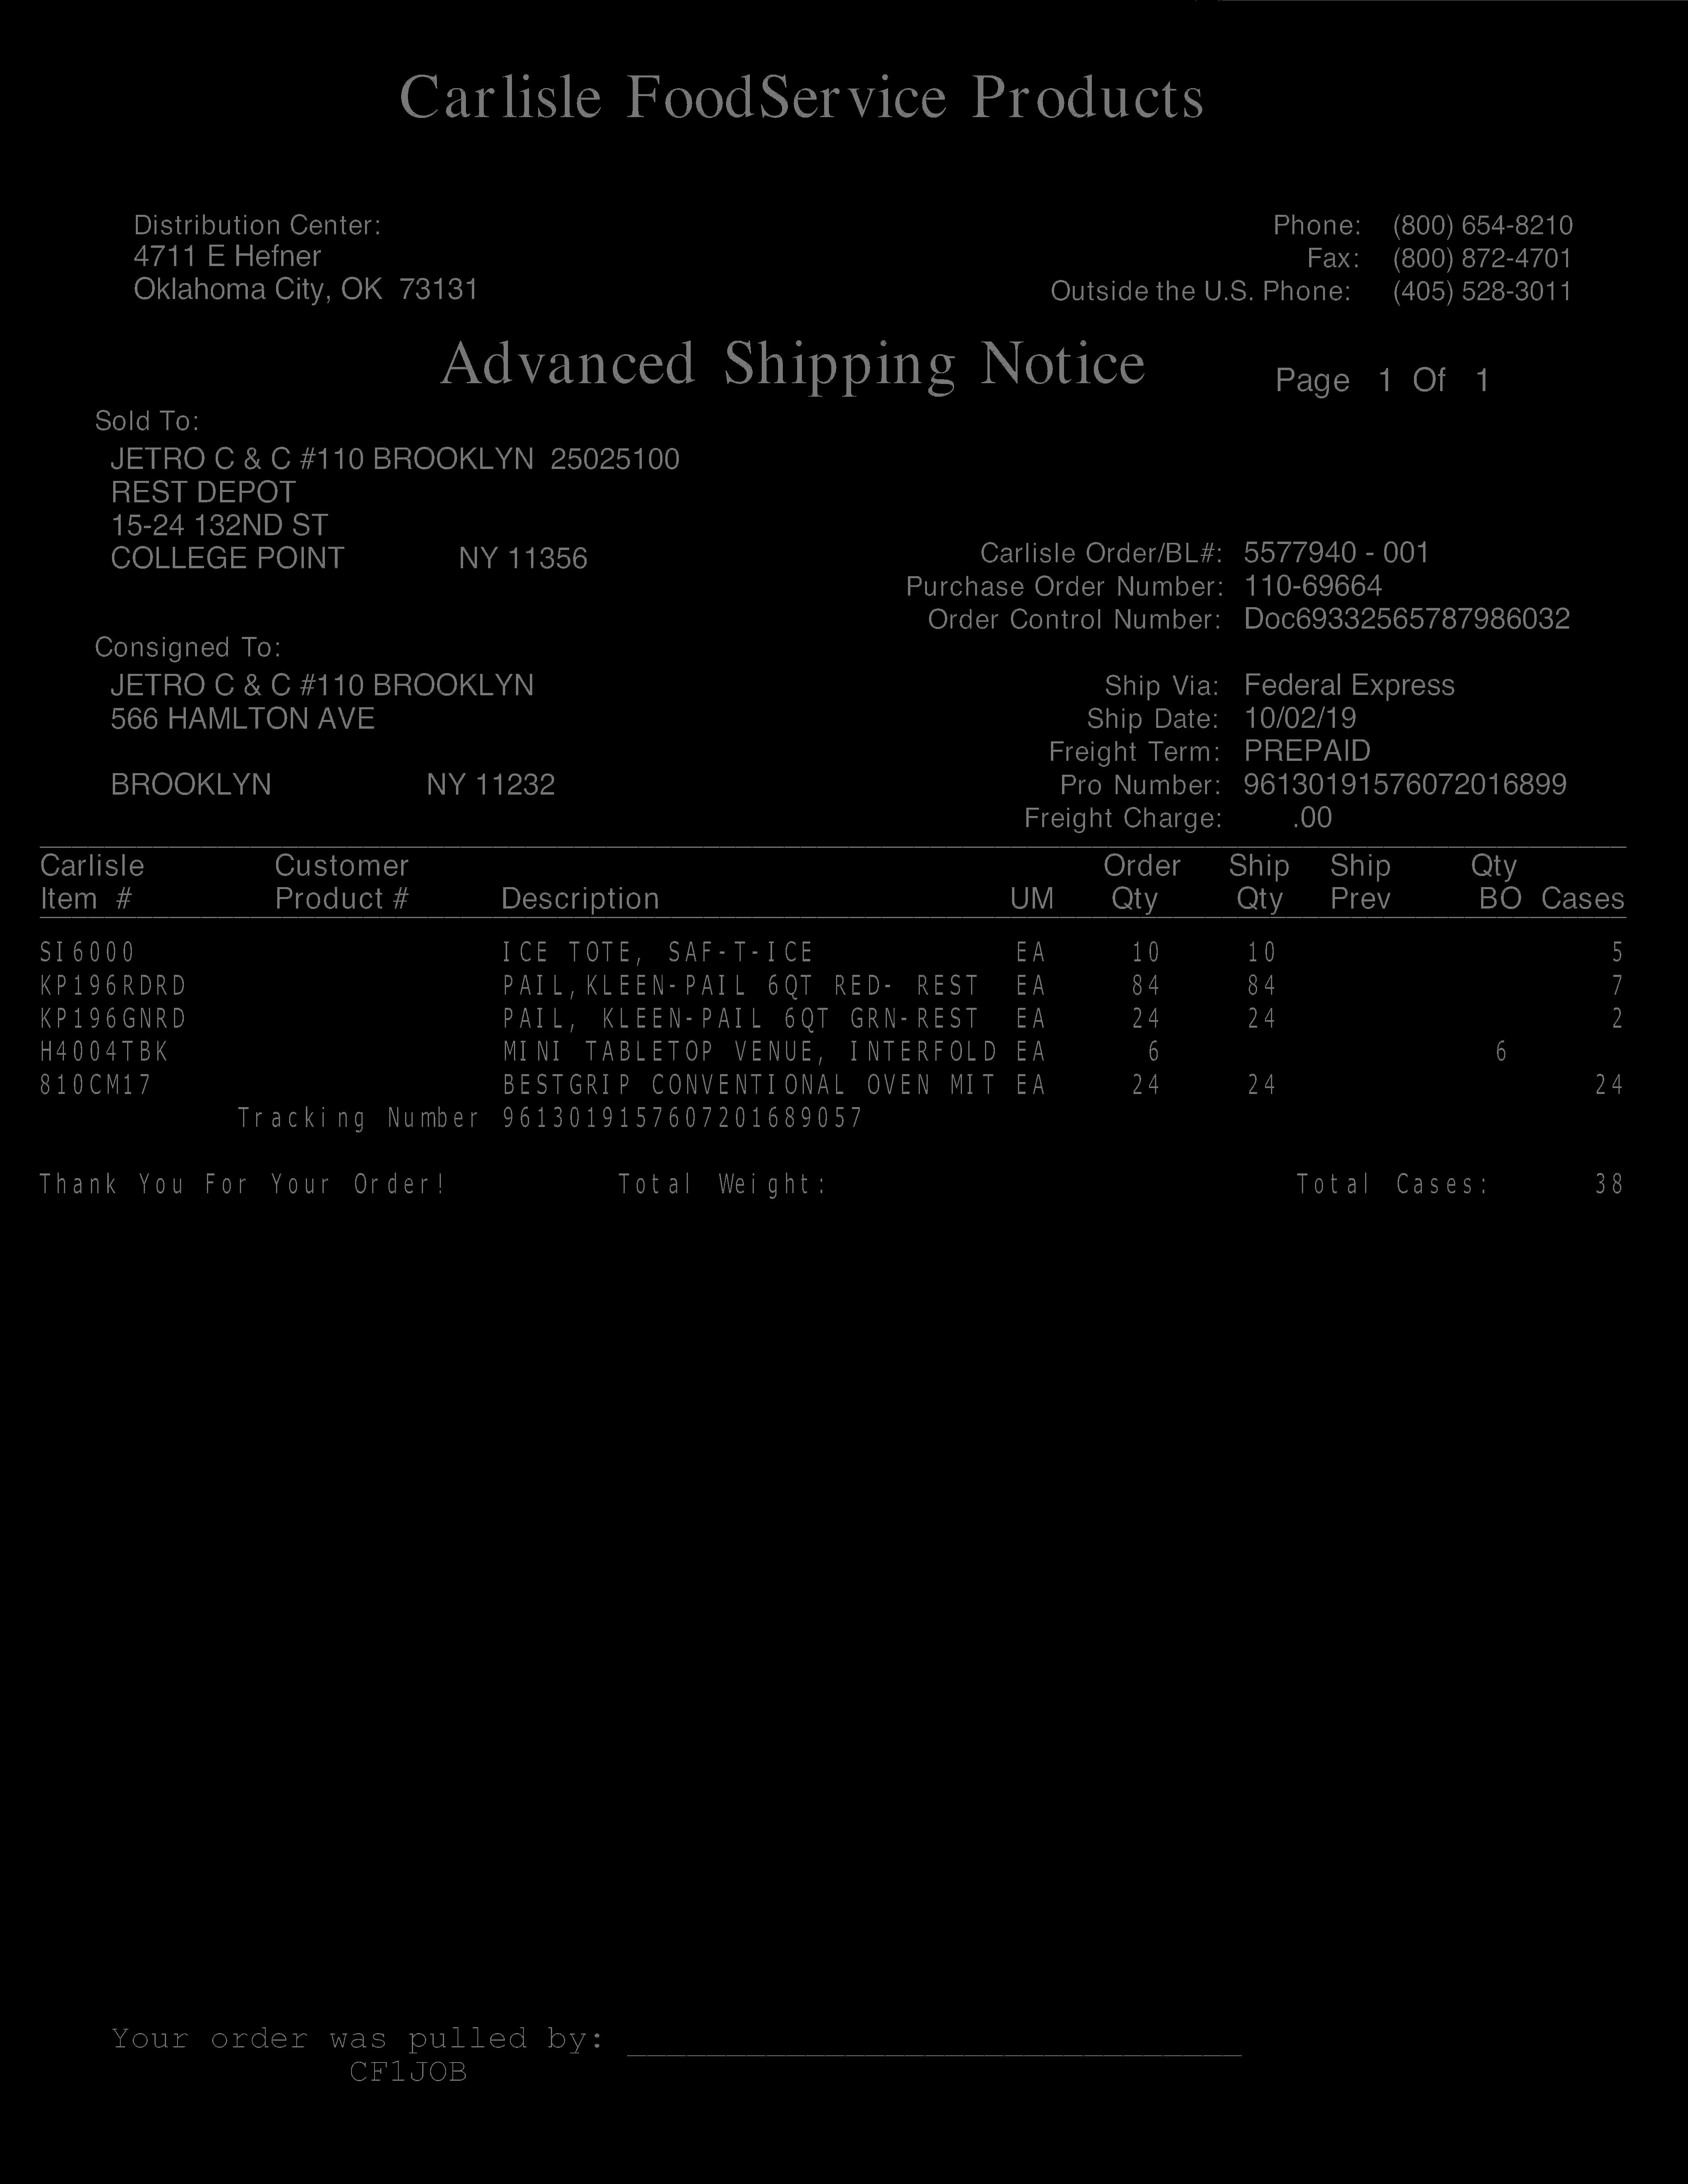 Carlisle FoodService Products
Distribution Center:
4711 E Hefner
Oklahoma City, OK 73131
Phone: (800) 654-8210
Fax: (800) 872-4701
Outside the U.S. Phone: (405) 528-3011
Advanced Shipping Notice Page 1 Of 1
Sold To:
JETRO C & C #110 BROOKLYN 25025100
REST DEPOT
15-24 132ND ST
COLLEGE POINT NY 11356
Carlisle Order/BL#: 5577940 - 001
Purchase Order Number: 110-69664
Order Control Number: Doc69332565787986032
Consigned To:
JETRO C & C #110 BROOKLYN
566 HAMLTON AVE
BROOKLYN NY 11232
Ship Via: Federal Express
Ship Date: 10/02/19
Freight Term: PREPAID
Pro Number: 96130191576072016899
Freight Charge: .00
Carlisle Customer Order Ship Ship Qty
Item # Product # Description UM Qty Qty Prev BO Cases
SI6000 ICE TOTE, SAF-T-ICE EA 10 10 5
KP196RDRD PAIL,KLEEN-PAIL 6QT RED- REST EA 84 84 7
KP196GNRD PAIL, KLEEN-PAIL 6QT GRN-REST EA 24 24 2
H4004TBK MINI TABLETOP VENUE, INTERFOLD EA 6 6
810CM17 BESTGRIP CONVENTIONAL OVEN MIT EA 24 24 24
Tracking Number 9613019157607201689057
Thank You For Your Order! Total Weight: Total Cases: 38
Your order was pulled by: _______________________________
CF1JOB